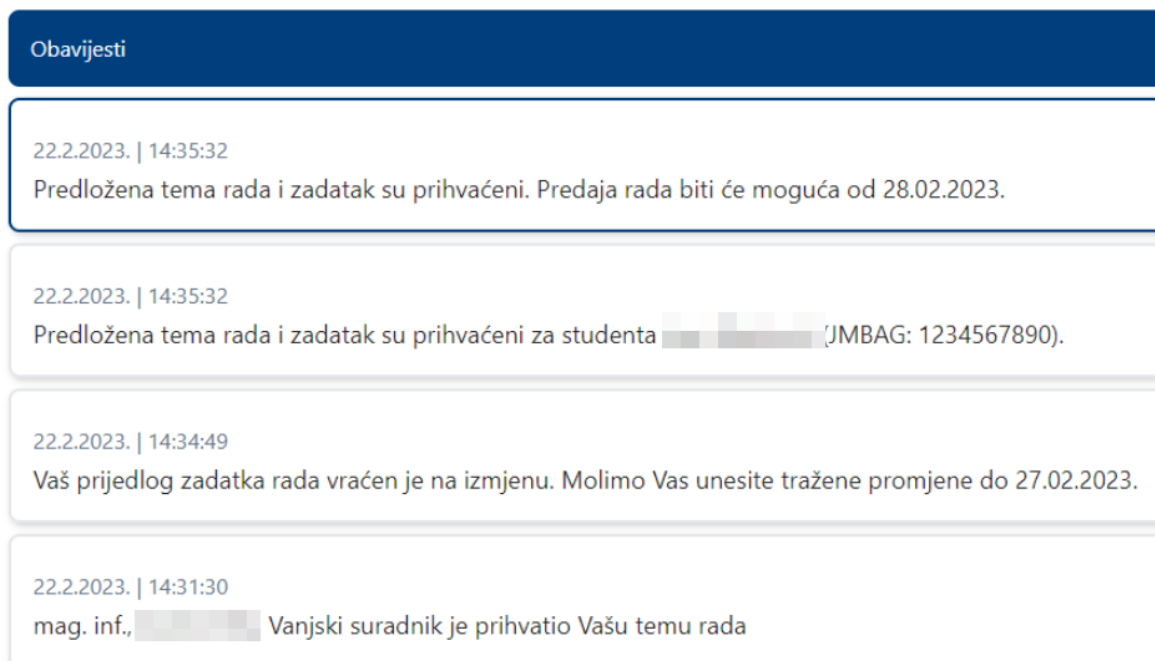 Obavijesti
22.2.2023. | 14:35:32
Predložena tema rada i zadatak su prihvaćeni. Predaja rada biti će moguća od 28.02.2023.
22.2.2023. | 14:35:32
Predložena tema rada i zadatak su prihvaćeni za studenta (JMBAG: 1234567890).
22.2.2023. | 14:34:49
Vaš prijedlog zadatka rada vraćen je na izmjenu. Molimo Vas unesite tražene promjene do 27.02.2023.
22.2.2023. | 14:31:30
mag. inf., Vanjski suradnik je prihvatio Vašu temu rada